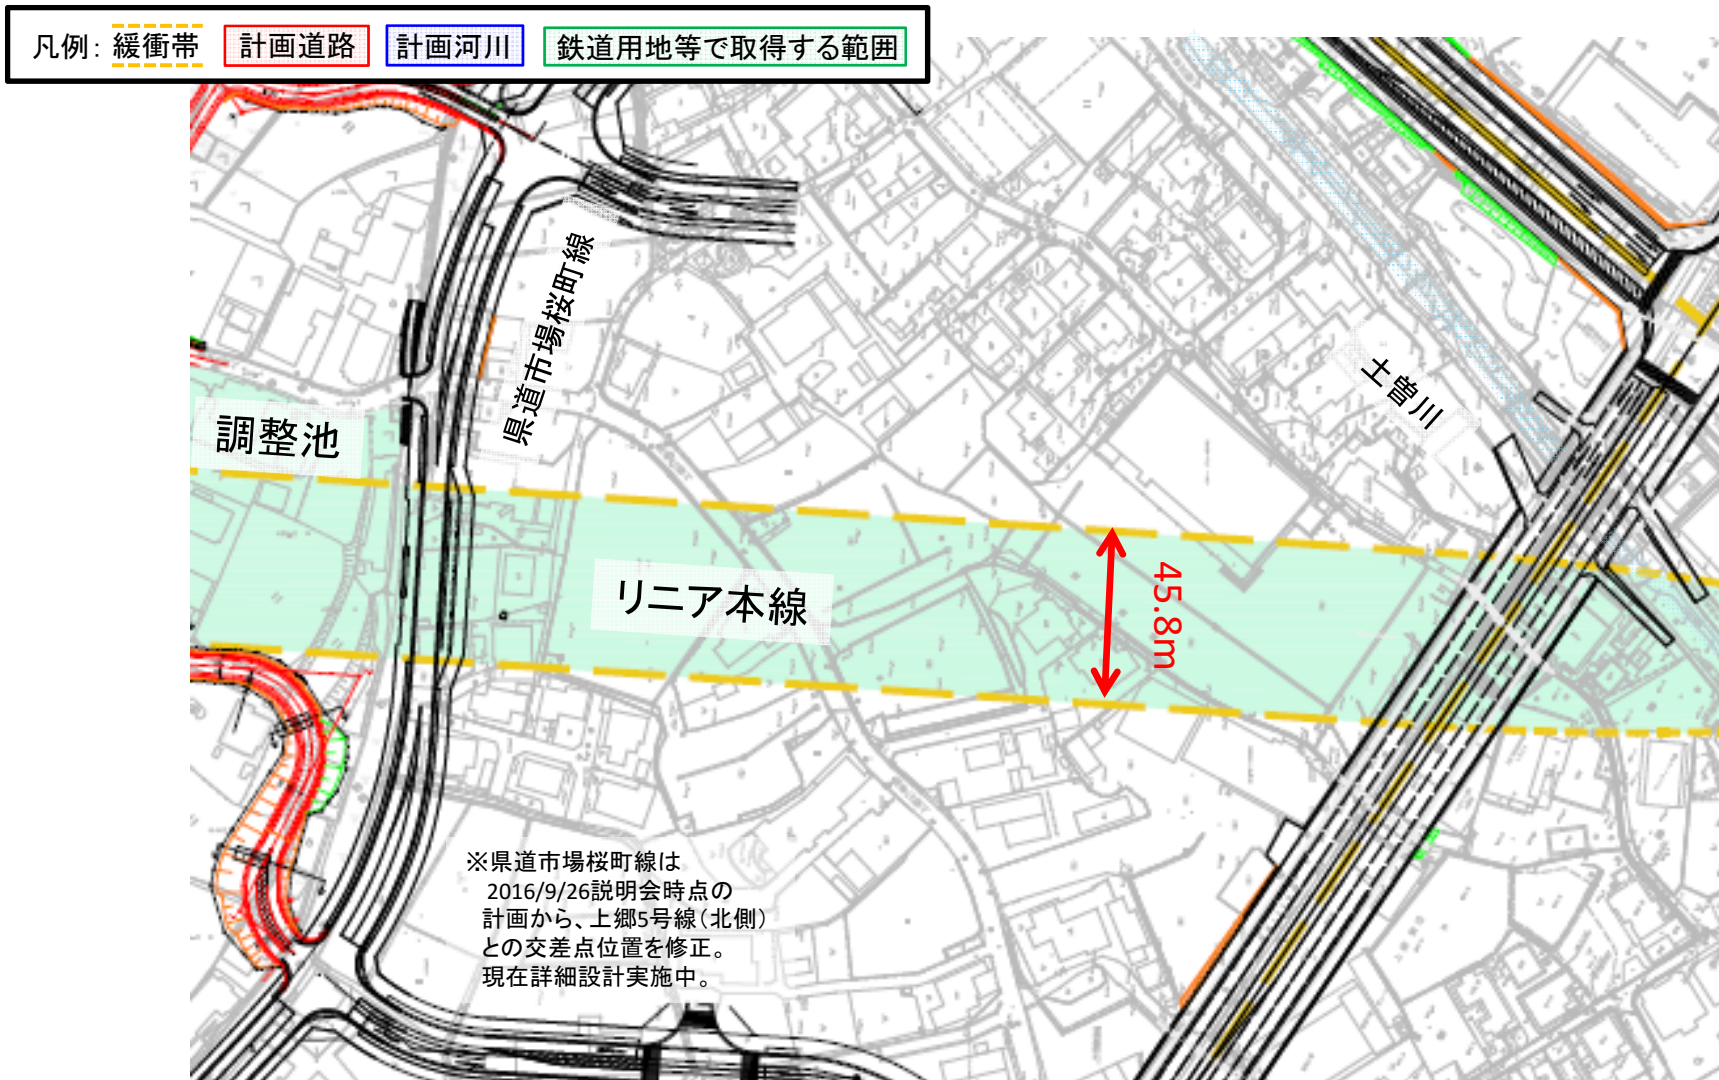 凡例: 緩衝帯 計画道路 計画河川 鉄道用地等で取得する範囲
県道市場桜町線
土曽川
調整池
リニア本線
45.8m
※県道市場桜町線は
2016/9/26説明会時点の
計画から、上郷5号線(北側)
との交差点位置を修正。
現在詳細設計実施中。